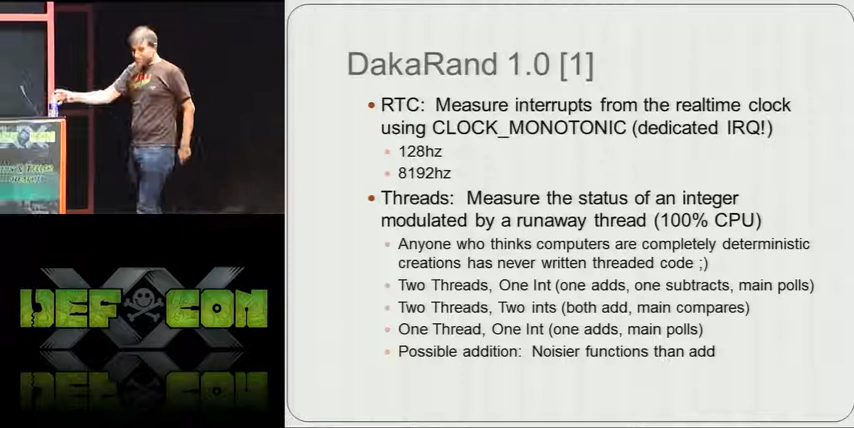 DakaRand 1.0 [1]
RTC: Measure interrupts from the realtime clock
using CLOCK_MONOTONIC (dedicated IRQ!)
128hz
8192hz
Threads: Measure the status of an integer
modulated by a runaway thread (100% CPU)
Anyone who thinks computers are completely deterministic
creations has never written threaded code ;)
Two Threads, One Int (one adds, one subtracts, main polls)
Two Threads, Two ints (both add, main compares)
One Thread, One Int (one adds, main polls)
Possible addition: Noisier functions than add
DEF CON
XX